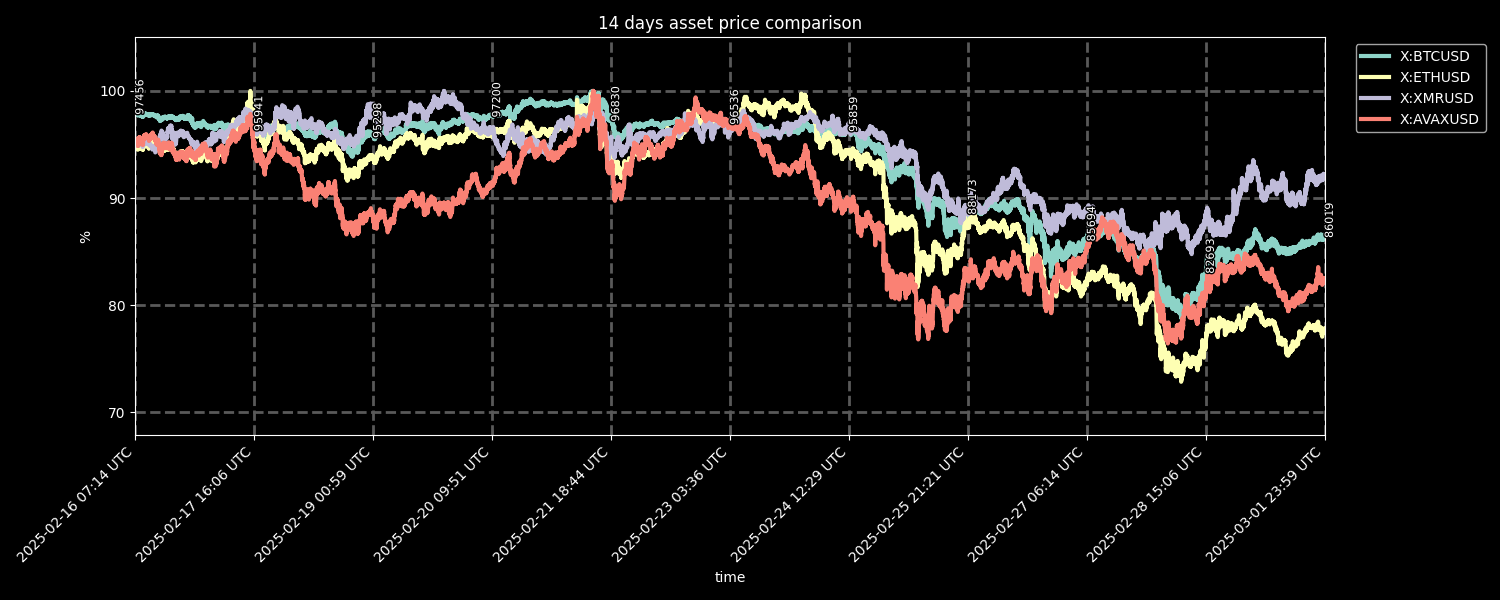 14 days asset price comparison
X:BTCUSD
X:ETHUSD
X:XMRUSD
X:AVAXUSD
100
90
80
70
%
97456
95941
95298
97200
96830
96536
95859
88173
85694
82693
86019
2025-02-16 07:14 UTC
2025-02-17 16:06 UTC
2025-02-19 00:59 UTC
2025-02-20 09:51 UTC
2025-02-21 18:44 UTC
2025-02-23 03:36 UTC
2025-02-24 12:29 UTC
2025-02-25 21:21 UTC
2025-02-27 06:14 UTC
2025-02-28 15:06 UTC
2025-03-01 23:59 UTC
time